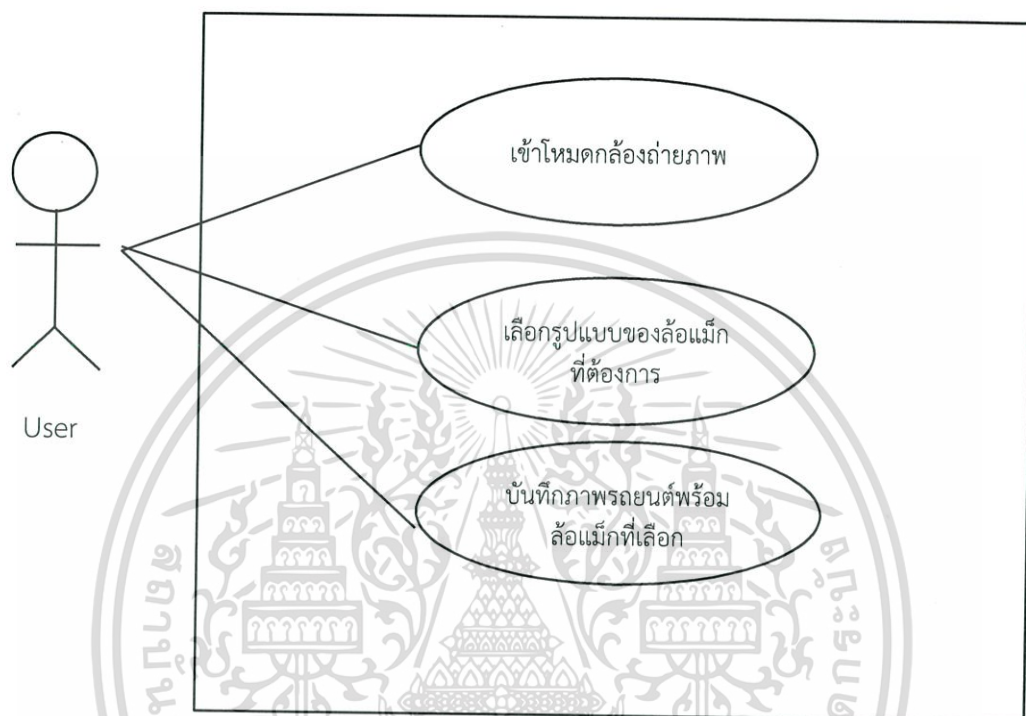 เข้าโหมดกล้องถ่ายภาพ
เลือกรูปแบบของล้อแม็ก
ที่ต้องการ
User
บันทึกภาพรถยนต์พร้อม
ล้อแม็กที่เลือก